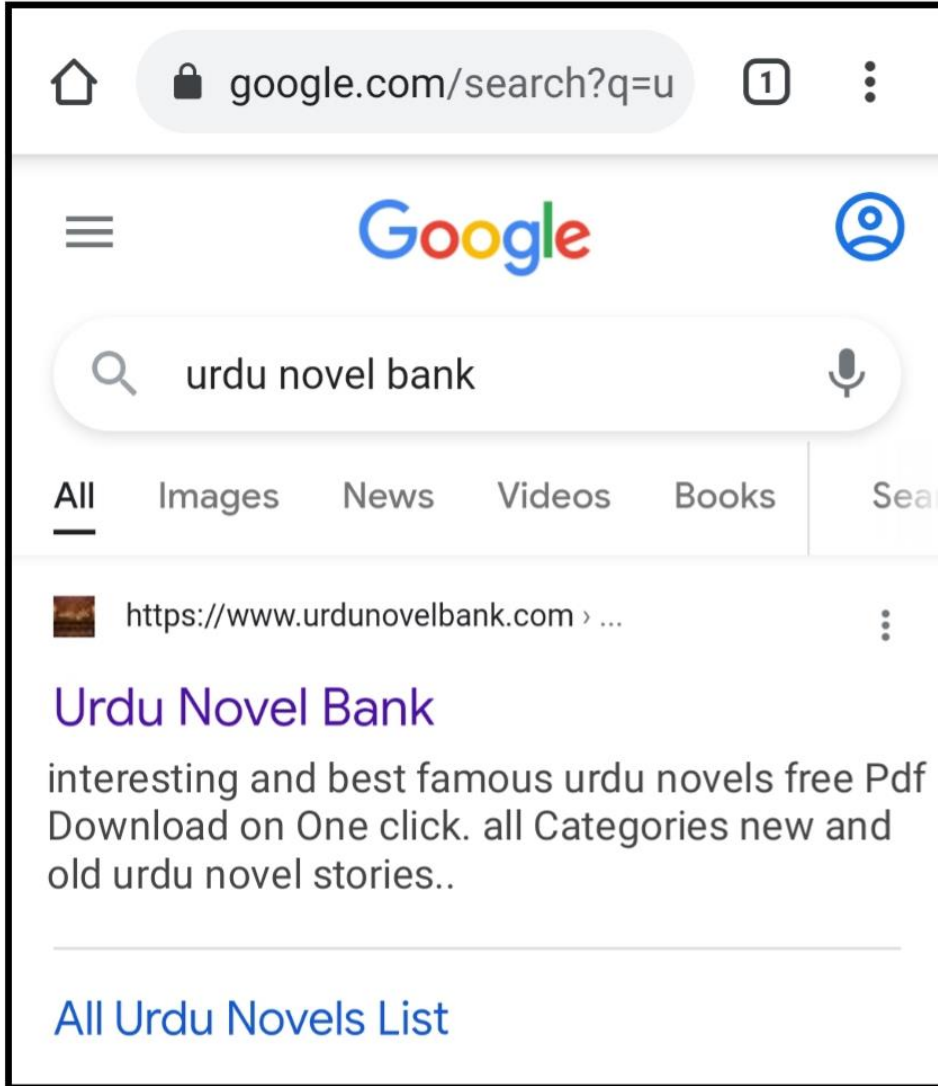 google.com/search?q=u
1
Google
urdu novel bank
All Images News Videos Books
https://www.urdunovelbank.com › ...
Urdu Novel Bank
interesting and best famous urdu novels free Pdf
Download on One click. all Categories new and
old urdu novel stories..
All Urdu Novels List